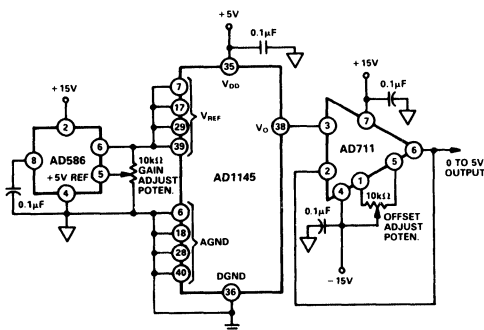 +5V
0.1µF
35
V_DD
+15V
2
6
8
AD586
5
+5V REF
4
0.1µF
7
17
29
39
V_REF
10kΩ
GAIN
ADJUST
POTEN.
AD1145
V_O
38
6
18
28
40
AGND
DGND
36
+15V
0.1µF
7
3
AD711
6
5
2
4
1
0.1µF
10kΩ
OFFSET
ADJUST
POTEN.
−15V
0 TO 5V
OUTPUT